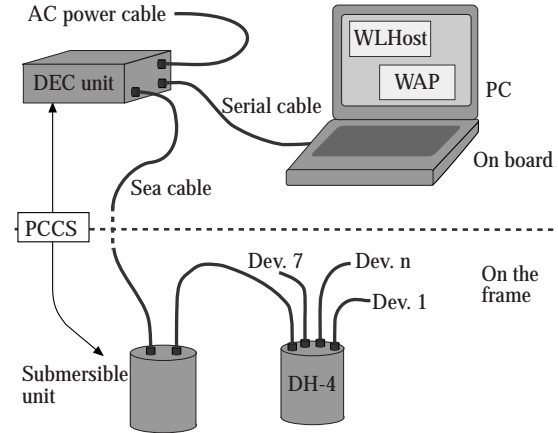 AC power cable
WLHost
DEC unit
WAP
PC
Serial cable
On board
Sea cable
PCCS
Dev. 7
Dev. n
On the
frame
Dev. 1
Submersible
unit
DH-4